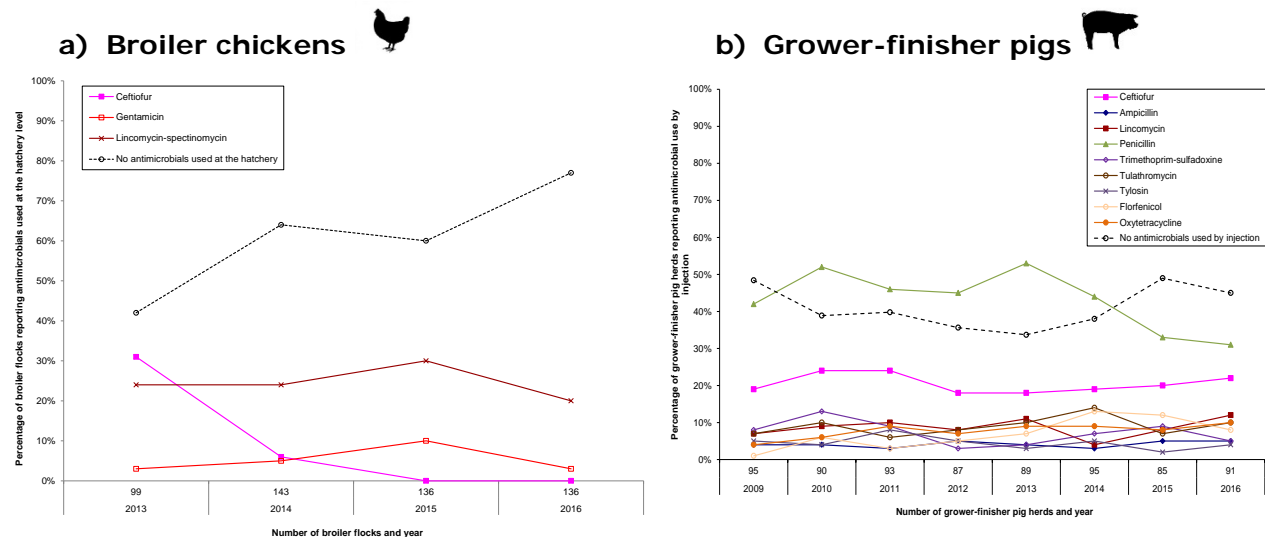 a) Broiler chickens
Percentage of broiler flocks reporting antimicrobials used at the hatchery level
100%
90%
80%
70%
60%
50%
40%
30%
20%
10%
0%
Ceftiofur
Gentamicin
Lincomycin-spectinomycin
No antimicrobials used at the hatchery
99 143 136 136
2013 2014 2015 2016
Number of broiler flocks and year
b) Grower-finisher pigs
Percentage of grower-finisher pig herds reporting antimicrobial use by
injection
100%
90%
80%
70%
60%
50%
40%
30%
20%
10%
0%
Ceftiofur
Ampicillin
Lincomycin
Penicillin
Trimethoprim-sulfadoxine
Tulathromycin
Tylosin
Florfenicol
Oxytetracycline
No antimicrobials used by injection
95 90 93 87 89 95 85 91
2009 2010 2011 2012 2013 2014 2015 2016
Number of grower-finisher pig herds and year